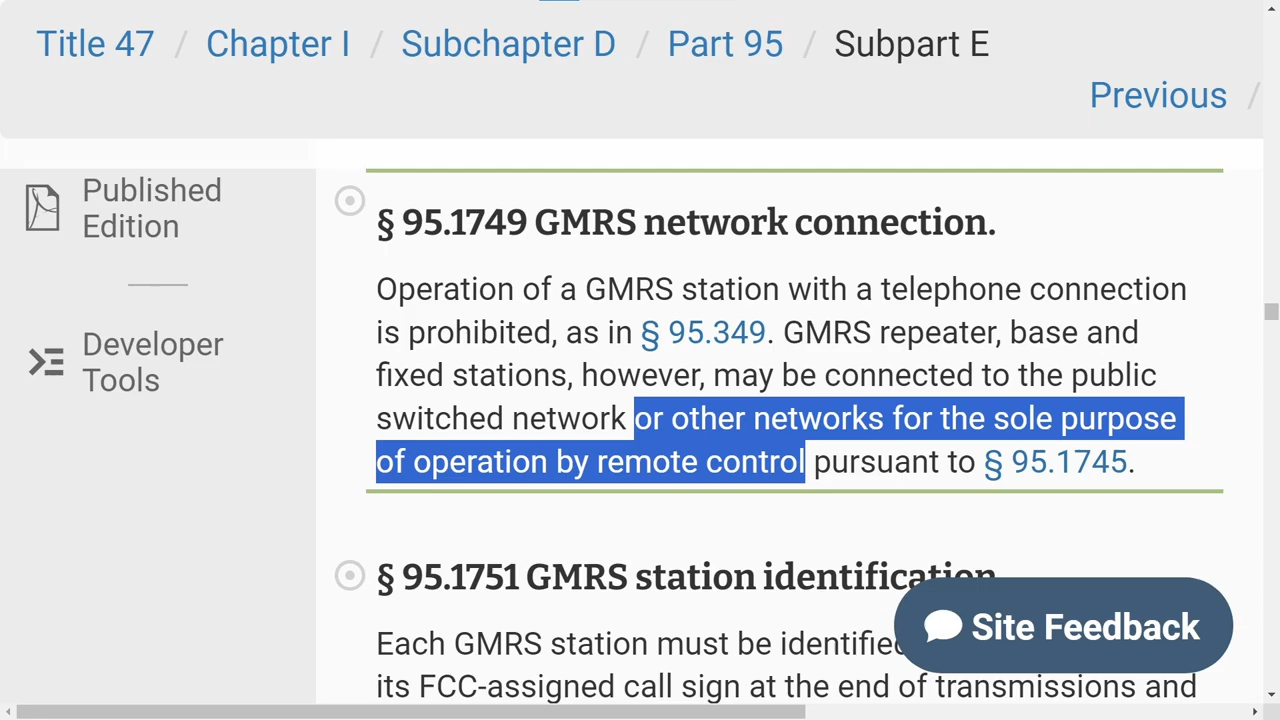 Title 47 / Chapter I / Subchapter D / Part 95 / Subpart E
Previous /
Published
Edition
Developer
Tools
§ 95.1749 GMRS network connection.
Operation of a GMRS station with a telephone connection
is prohibited, as in § 95.349. GMRS repeater, base and
fixed stations, however, may be connected to the public
switched network or other networks for the sole purpose
of operation by remote control pursuant to § 95.1745.
§ 95.1751 GMRS station identification.
Each GMRS station must be identified
its FCC-assigned call sign at the end of transmissions and
Site Feedback